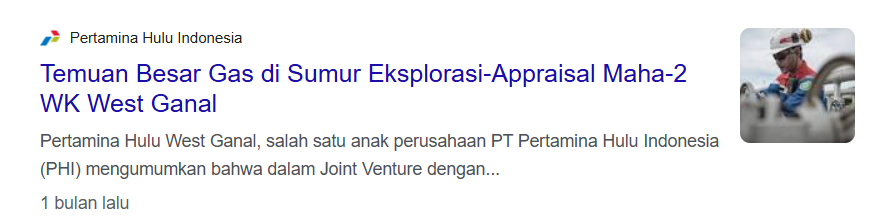 Pertamina Hulu Indonesia
Temuan Besar Gas di Sumur Eksplorasi-Appraisal Maha-2
WK West Ganal
Pertamina Hulu West Ganal, salah satu anak perusahaan PT Pertamina Hulu Indonesia
(PHI) mengumumkan bahwa dalam Joint Venture dengan...
1 bulan lalu